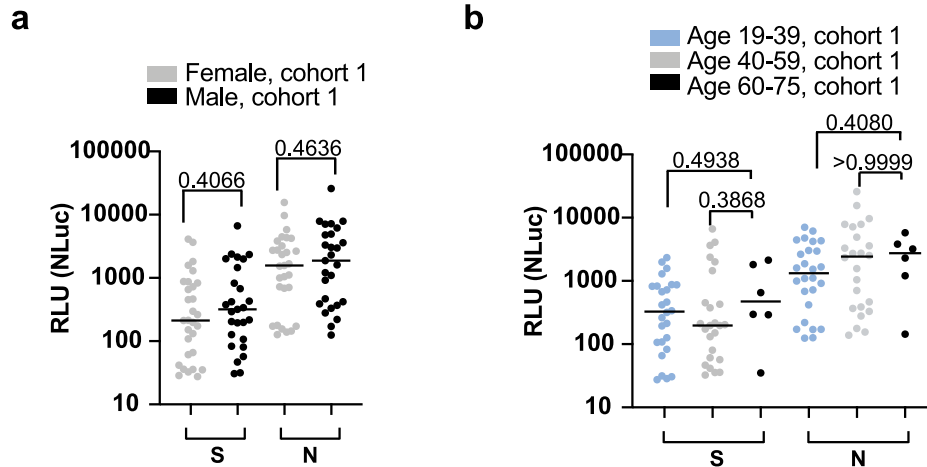 a
Female, cohort 1
Male, cohort 1
RLU (NLuc)
100000
10000
1000
100
10
0.4066
0.4636
S
N
b
Age 19-39, cohort 1
Age 40-59, cohort 1
Age 60-75, cohort 1
RLU (NLuc)
100000
10000
1000
100
10
0.4938
0.3868
0.4080
>0.9999
S
N